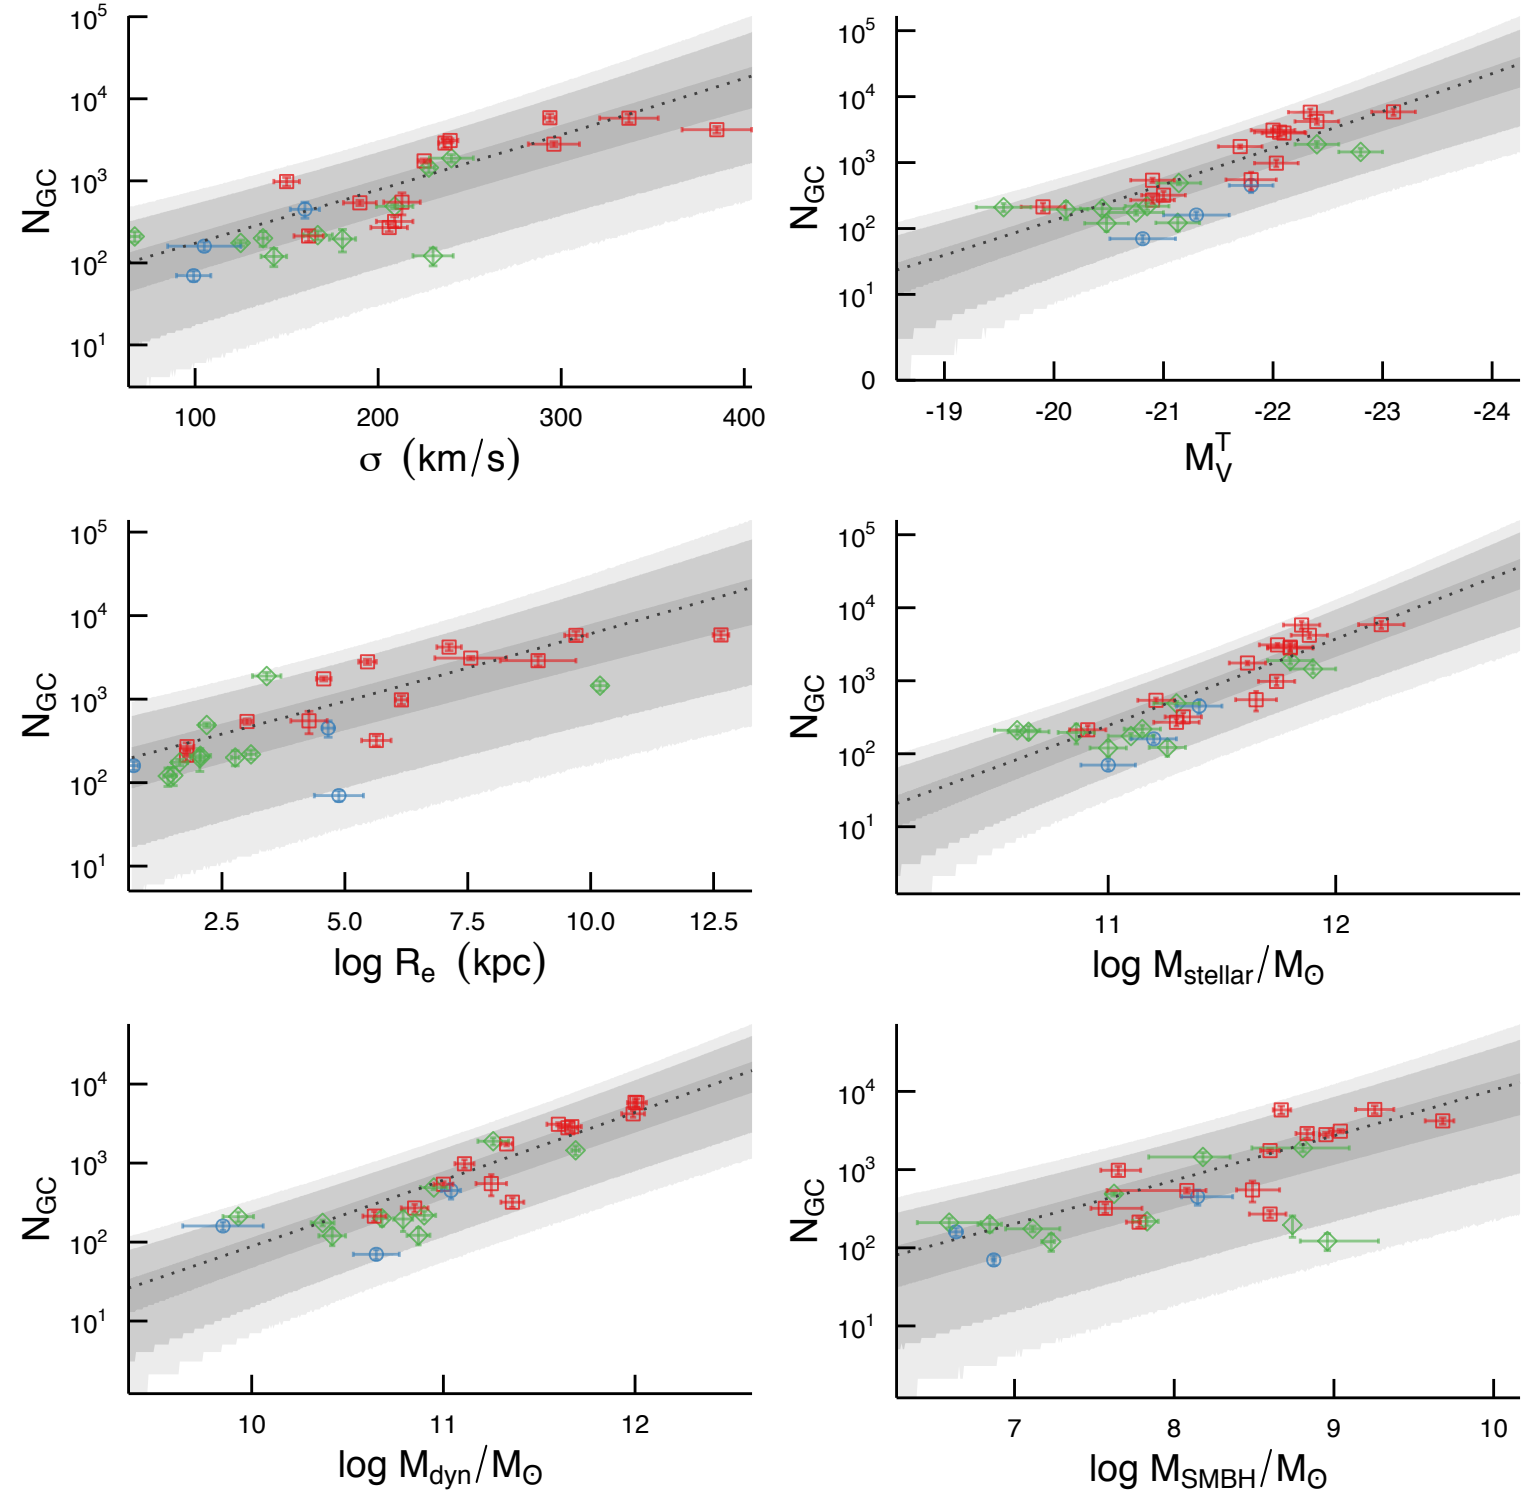 10^5
10^4
10^3
10^2
10^1
N_GC
100 200 300 400
σ (km/s)
10^5
10^4
10^3
10^2
10^1
0
N_GC
-19 -20 -21 -22 -23 -24
M_V^T
10^5
10^4
10^3
10^2
10^1
N_GC
2.5 5.0 7.5 10.0 12.5
log R_e (kpc)
10^5
10^4
10^3
10^2
10^1
N_GC
11 12
log M_stellar/M_⊙
10^4
10^3
10^2
10^1
N_GC
10 11 12
log M_dyn/M_⊙
10^4
10^3
10^2
10^1
N_GC
7 8 9 10
log M_SMBH/M_⊙